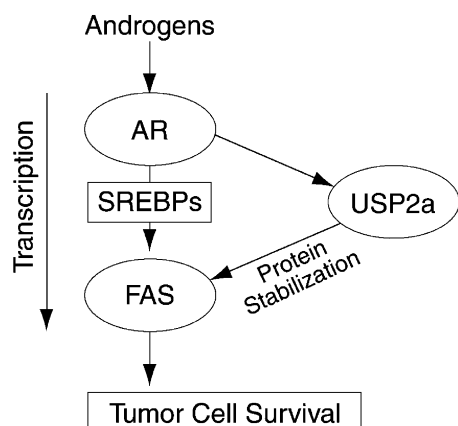 Androgens
AR
Transcription
SREBPs
USP2a
Protein
Stabilization
FAS
Tumor Cell Survival